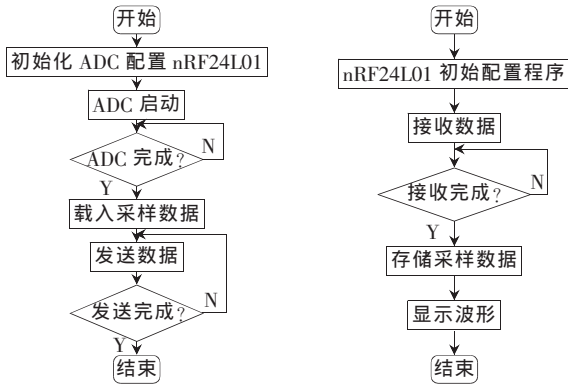 开始
初始化 ADC 配置 nRF24L01
ADC 启动
ADC 完成?
N
Y
载入采样数据
发送数据
发送完成?
N
Y
结束
开始
nRF24L01 初始配置程序
接收数据
接收完成?
N
Y
存储采样数据
显示波形
结束